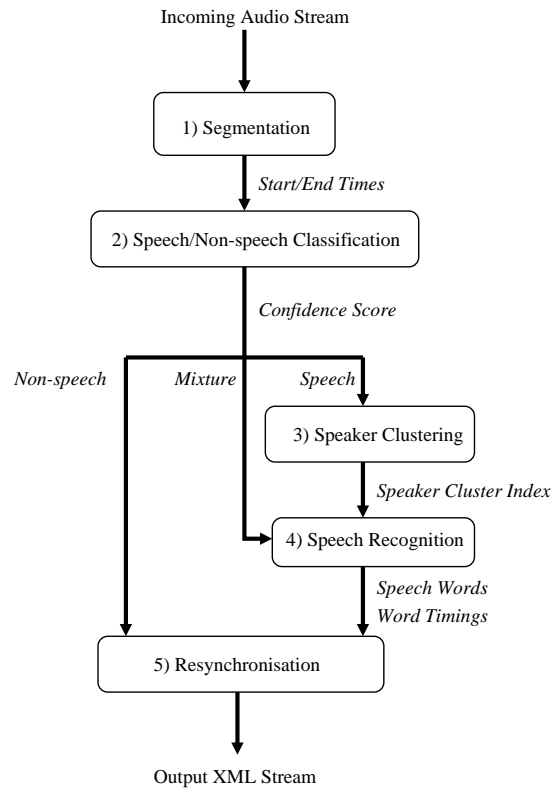 Incoming Audio Stream
1) Segmentation
Start/End Times
2) Speech/Non-speech Classification
Confidence Score
Non-speech
Mixture
Speech
3) Speaker Clustering
Speaker Cluster Index
4) Speech Recognition
Speech Words
Word Timings
5) Resynchronisation
Output XML Stream